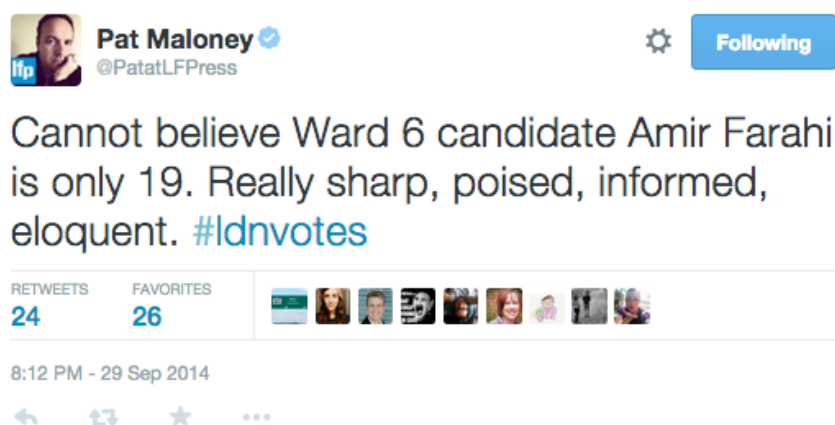 Pat Maloney
@PatatLFPress
Following
lfp
Cannot believe Ward 6 candidate Amir Farahi
is only 19. Really sharp, poised, informed,
eloquent. #ldnvotes
RETWEETS FAVORITES
24 26
8:12 PM - 29 Sep 2014